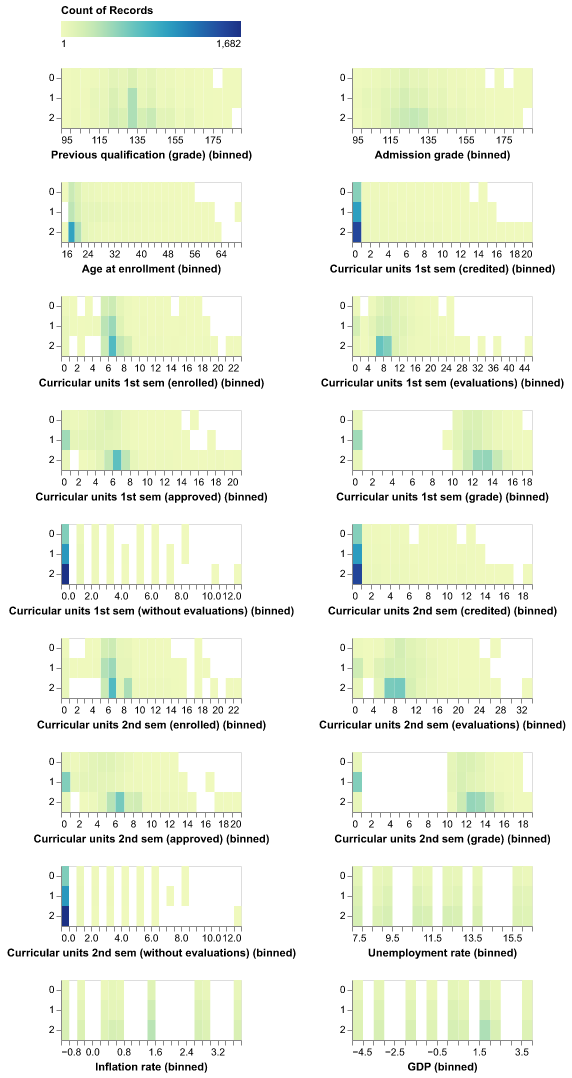 Count of Records
1 1,682
0 0
1 1
2 2
95 115 135 155 175 95 115 135 155 175
Previous qualification (grade) (binned) Admission grade (binned)
0 0
1 1
2 2
16 24 32 40 48 56 64 0 2 4 6 8 10 12 14 16 18 20
Age at enrollment (binned) Curricular units 1st sem (credited) (binned)
0 0
1 1
2 2
0 2 4 6 8 10 12 14 16 18 20 22 0 4 8 12 16 20 24 28 32 36 40 44
Curricular units 1st sem (enrolled) (binned) Curricular units 1st sem (evaluations) (binned)
0 0
1 1
2 2
0 2 4 6 8 10 12 14 16 18 20 0 2 4 6 8 10 12 14 16 18
Curricular units 1st sem (approved) (binned) Curricular units 1st sem (grade) (binned)
0 0
1 1
2 2
0.0 2.0 4.0 6.0 8.0 10.0 12.0 0 2 4 6 8 10 12 14 17 18
Curricular units 1st sem (without evaluations) (binned) Curricular units 2nd sem (credited) (binned)
0 0
1 1
2 2
0 2 4 6 8 10 12 14 16 18 20 22 0 4 8 12 16 20 24 28 32
Curricular units 2nd sem (enrolled) (binned) Curricular units 2nd sem (evaluations) (binned)
0 0
1 1
2 2
0 2 4 6 8 10 12 14 17 18 20 0 2 4 6 8 10 12 14 16 18
Curricular units 2nd sem (approved) (binned) Curricular units 2nd sem (grade) (binned)
0 0
1 1
2 2
0.0 2.0 4.0 6.0 8.0 10.0 12.0 7.5 9.5 11.5 13.5 15.5
Curricular units 2nd sem (without evaluations) (binned) Unemployment rate (binned)
0 0
1 1
2 2
−0.8 0.0 0.8 1.6 2.4 3.2 −4.5 −2.5 −0.5 1.5 3.5
Inflation rate (binned) GDP (binned)